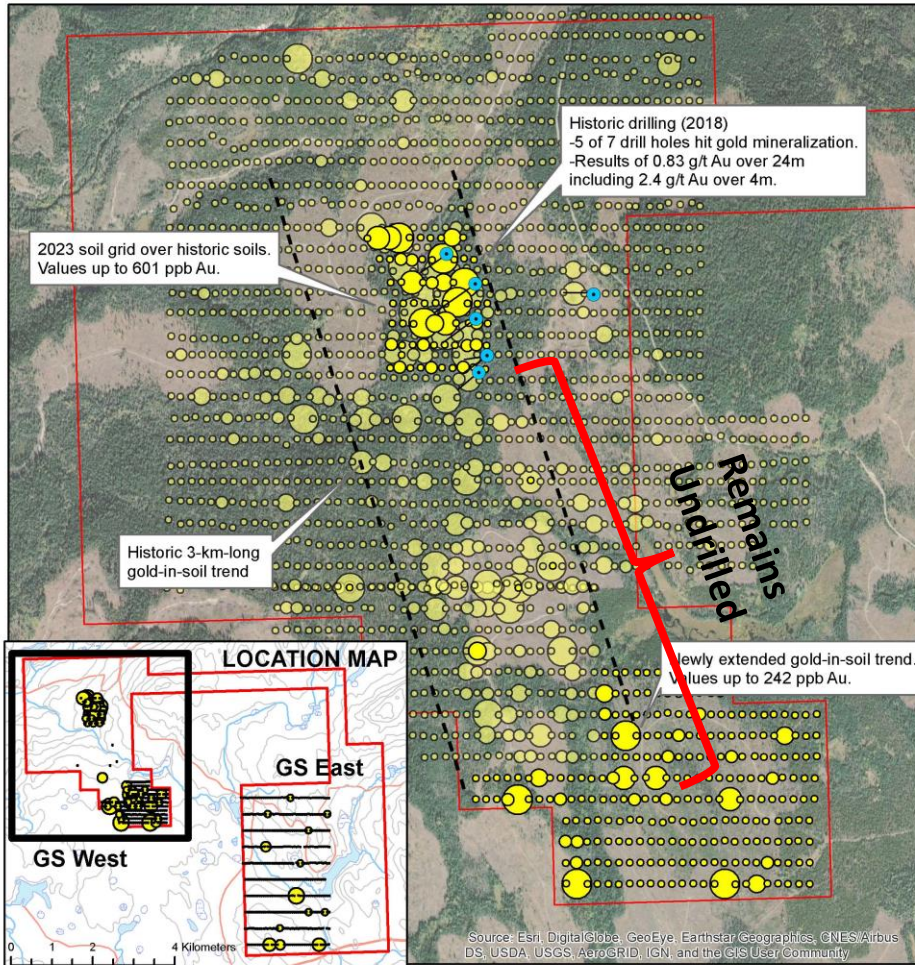 Historic drilling (2018)
-5 of 7 drill holes hit gold mineralization.
-Results of 0.83 g/t Au over 24m
including 2.4 g/t Au over 4m.
2023 soil grid over historic soils.
Values up to 601 ppb Au.
Remains
Undrilled
Historic 3-km-long
gold-in-soil trend
Newly extended gold-in-soil trend.
Values up to 242 ppb Au.
LOCATION MAP
GS East
GS West
0 2 4 Kilometers
Source: Esri, DigitalGlobe, GeoEye, Earthstar Geographics, CNES/Airbus
DS, USDA, USGS, AeroGRID, IGN, and the GIS User Community